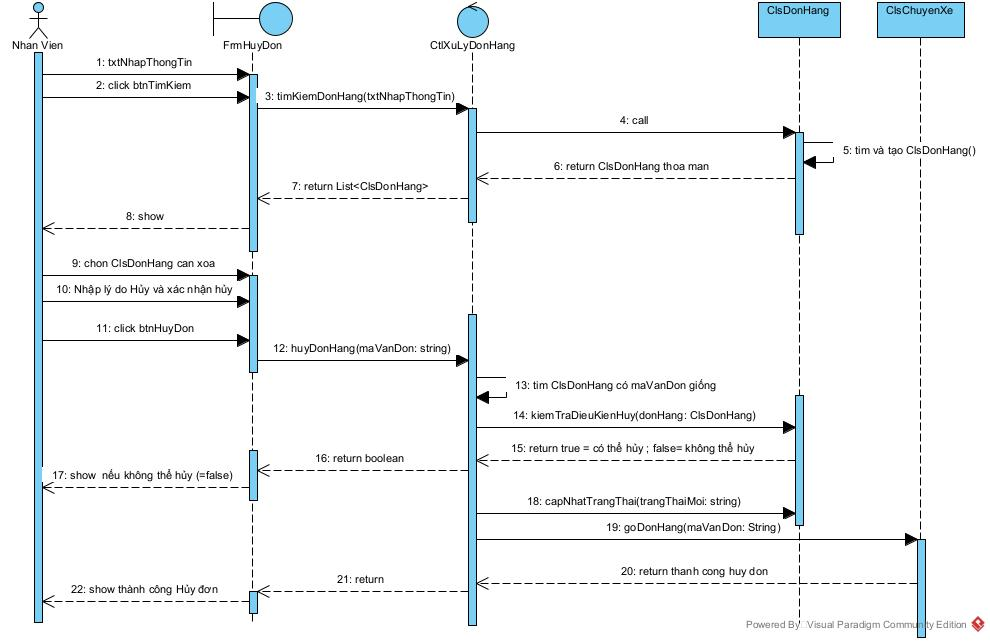 ClsDonHang
ClsChuyenXe
Nhan Vien
FrmHuyDon
CtlXuLyDonHang
1: txtNhapThongTin
2: click btnTimKiem
3: timKiemDonHang(txtNhapThongTin)
4: call
5: tìm và tạo ClsDonHang()
6: return ClsDonHang thoa man
7: return List<ClsDonHang>
8: show
9: chon ClsDonHang can xoa
10: Nhập lý do Hủy và xác nhận hủy
11: click btnHuyDon
12: huyDonHang(maVanDon: string)
13: tim ClsDonHang có maVanDon giống
14: kiemTraDieuKienHuy(donHang: ClsDonHang)
15: return true = có thể hủy ; false= không thể hủy
16: return boolean
17: show nếu không thể hủy (=false)
18: capNhatTrangThai(trangThaiMoi: string)
19: goDonHang(maVanDon: String)
20: return thanh cong huy don
21: return
22: show thành công Hủy đơn
Powered By Visual Paradigm Community Edition